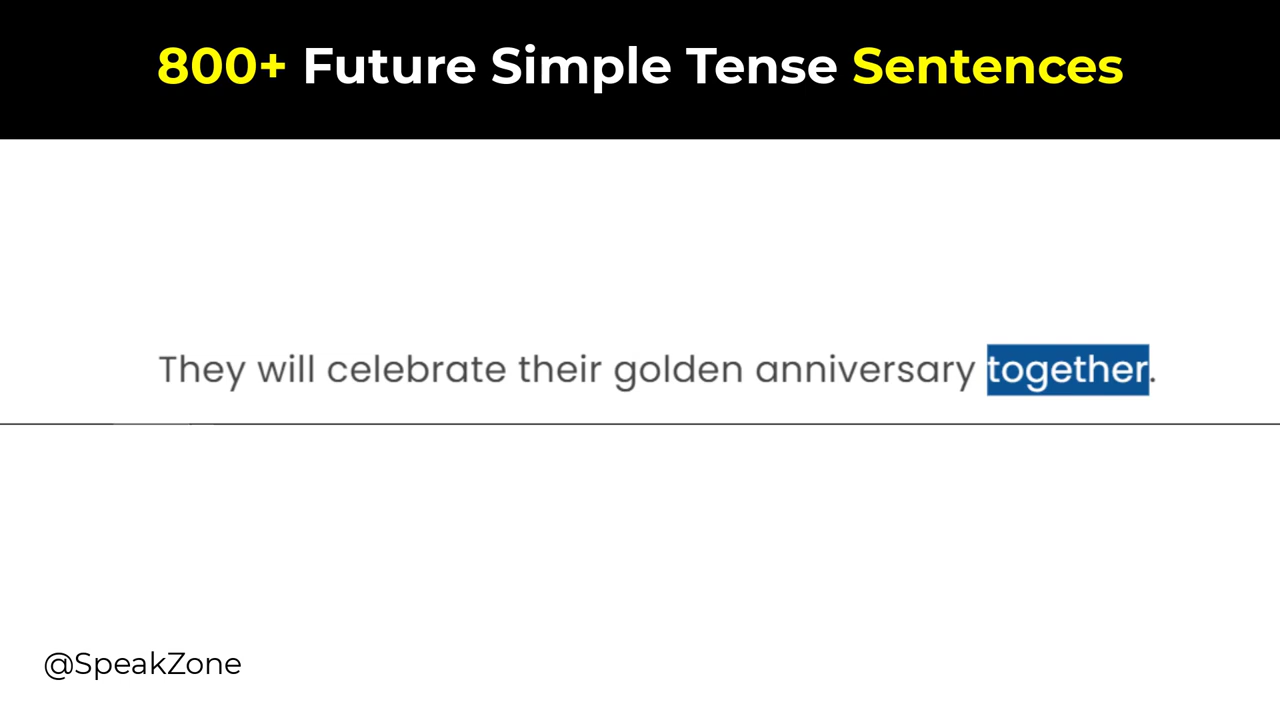 800+ Future Simple Tense Sentences
They will celebrate their golden anniversary together.
@SpeakZone